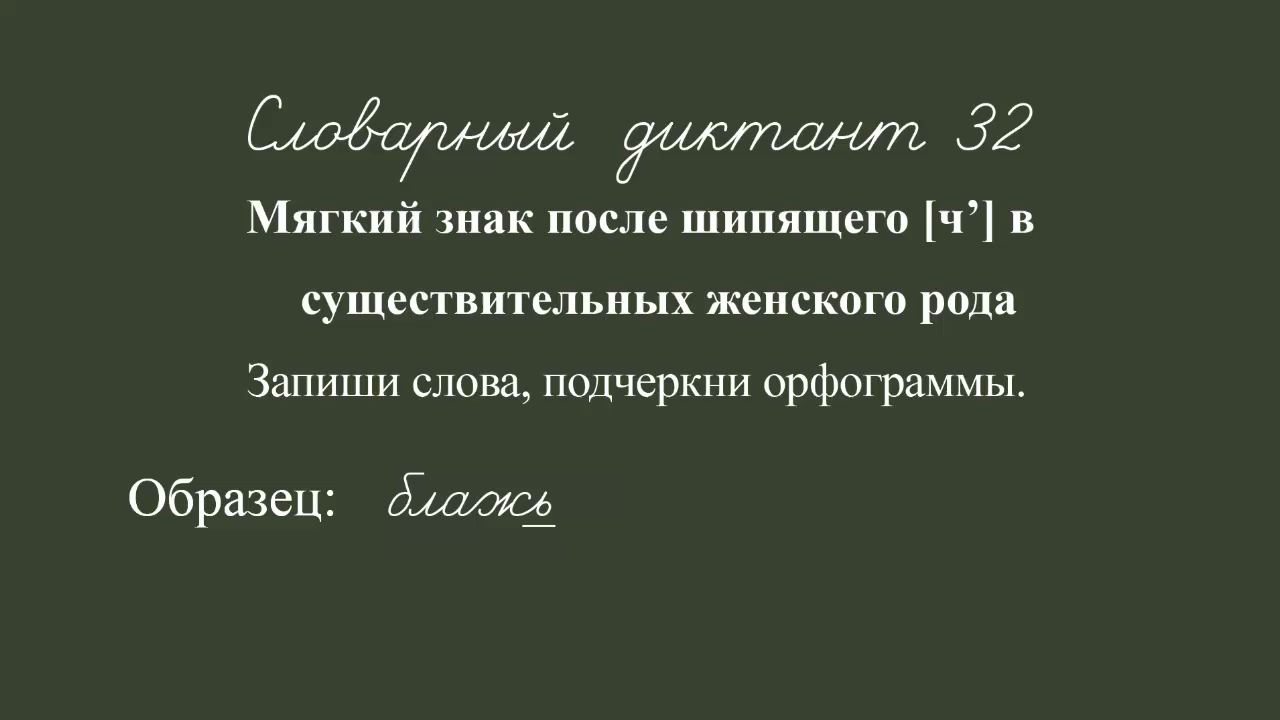 Словарный диктант 32
Мягкий знак после шипящего [ч’] в
существительных женского рода
Запиши слова, подчеркни орфограммы.
Образец: блажь